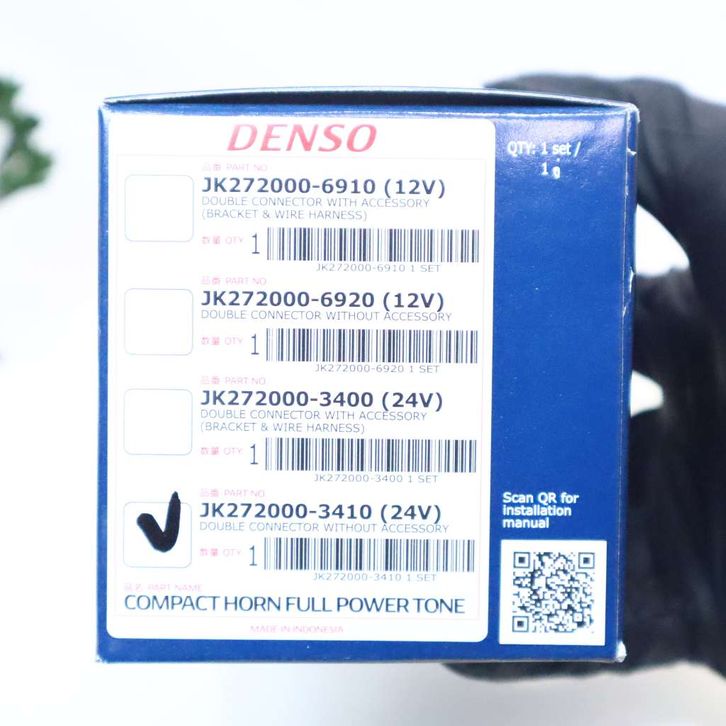 DENSO
QTY: 1 set /
品番 PART NO
JK272000-6910 (12V)
DOUBLE CONNECTOR WITH ACCESSORY
(BRACKET & WIRE HARNESS)
数量 QTY 1
JK272000-6910 1 SET
品番 PART NO
JK272000-6920 (12V)
DOUBLE CONNECTOR WITHOUT ACCESSORY
数量 QTY 1
JK272000-6920 1 SET
品番 PART NO
JK272000-3400 (24V)
DOUBLE CONNECTOR WITH ACCESSORY
(BRACKET & WIRE HARNESS)
数量 QTY 1
JK272000-3400 1 SET
品番 PART NO
JK272000-3410 (24V)
DOUBLE CONNECTOR WITHOUT ACCESSORY
数量 QTY 1
JK272000-3410 1 SET
品名 PART NAME
COMPACT HORN FULL POWER TONE
MADE IN INDONESIA
Scan QR for
installation
manual